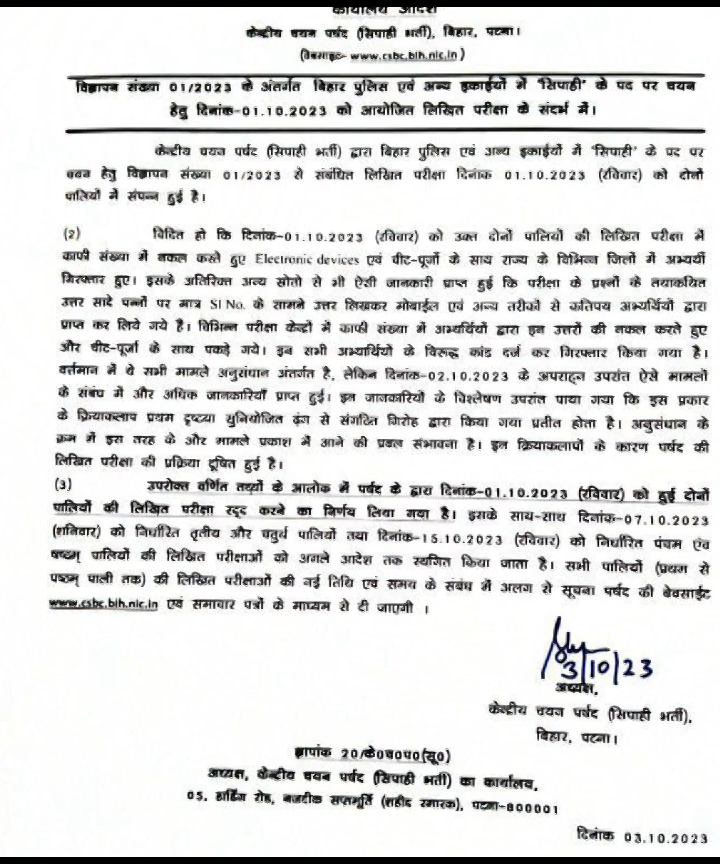 कार्यालय आदेश
केन्द्रीय चयन पर्षद (सिपाही भर्ती), बिहार, पटना।
(वेबसाइट- www.csbc.bih.nic.in)
विज्ञापन संख्या 01/2023 के अंतर्गत बिहार पुलिस एवं अन्य इकाईयों में 'सिपाही' के पद पर चयन
हेतु दिनांक-01.10.2023 को आयोजित लिखित परीक्षा के संदर्भ में।
केन्द्रीय चयन पर्षद (सिपाही भर्ती) द्वारा बिहार पुलिस एवं अन्य इकाईयों में 'सिपाही' के पद पर
चयन हेतु विज्ञापन संख्या 01/2023 से संबंधित लिखित परीक्षा दिनांक 01.10.2023 (रविवार) को दोनों
पालियों में संपन्न हुई है।
(2) विदित हो कि दिनांक-01.10.2023 (रविवार) को उक्त दोनों पालियों की लिखित परीक्षा में
काफी संख्या में नकल करते हुए Electronic devices एवं चीट-पूर्जो के साथ राज्य के विभिन्न जिलों में अभ्यर्थी
गिरफ्तार हुए। इसके अतिरिक्त अन्य स्रोतो से भी ऐसी जानकारी प्राप्त हुई कि परीक्षा के प्रश्नों के तथाकथित
उत्तर सादे पन्नों पर मात्र Sl No. के सामने उत्तर लिखकर मोबाईल एवं अन्य तरीकों से कतिपय अभ्यर्थियों द्वारा
प्राप्त कर लिये गये है। विभिन्न परीक्षा केन्द्रों में काफी संख्या में अभ्यर्थियों द्वारा इन उत्तरों की नकल करते हुए
और चीट-पूर्जा के साथ पकड़े गये। इन सभी अभ्यर्थियों के विरूद्ध कांड दर्ज कर गिरफ्तार किया गया है।
वर्तमान में ये सभी मामले अनुसंधान अंतर्गत है, लेकिन दिनांक-02.10.2023 के अपराह्न उपरांत ऐसे मामलों
के संबंध में और अधिक जानकारियाँ प्राप्त हुई। इन जानकारियों के विश्लेषण उपरांत पाया गया कि इस प्रकार
के क्रियाकलाप प्रथम दृष्टया सुनियोजित ढ़ंग से संगठित गिरोह द्वारा किया गया प्रतीत होता है। अनुसंधान के
क्रम में इस तरह के और मामले प्रकाश में आने की प्रबल संभावना है। इन क्रियाकलापों के कारण पर्षद की
लिखित परीक्षा की प्रक्रिया दूषित हुई है।
(3) उपरोक्त वर्णित तथ्यों के आलोक में पर्षद के द्वारा दिनांक-01.10.2023 (रविवार) को हुई दोनों
पालियों की लिखित परीक्षा रद्द करने का निर्णय लिया गया है। इसके साथ-साथ दिनांक-07.10.2023
(शनिवार) को निर्धारित तृतीय और चतुर्थ पालियों तथा दिनांक-15.10.2023 (रविवार) को निर्धारित पंचम एंव
षष्ठम् पालियों की लिखित परीक्षाओं को अगले आदेश तक स्थगित किया जाता है। सभी पालियों (प्रथम से
षष्ठम् पाली तक) की लिखित परीक्षाओं की नई तिथि एवं समय के संबंध में अलग से सूचना पर्षद की बेवसाईट
www.csbc.bih.nic.in एवं समाचार पत्रों के माध्यम से दी जाएगी ।
3/10/23
अध्यक्ष,
केन्द्रीय चयन पर्षद (सिपाही भर्ती),
बिहार, पटना।
ज्ञापांक 20/के०च०प०(सू०)
अध्यक्ष, केन्द्रीय चयन पर्षद (सिपाही भर्ती) का कार्यालय,
05, हार्डिंग रोड, नजदीक सप्तमूर्ति (शहीद स्मारक), पटना-800001
दिनांक 03.10.2023